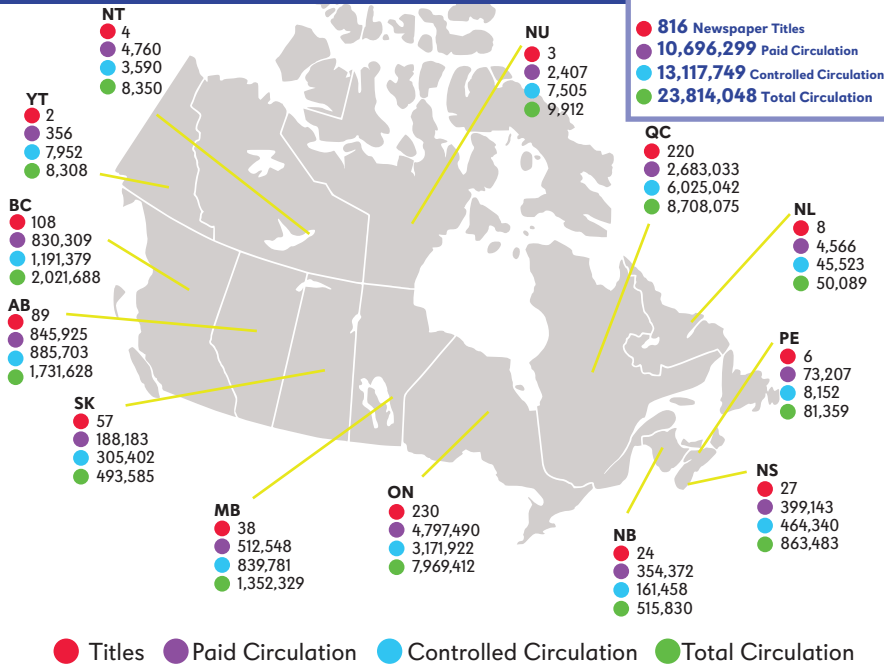 NT
4
4,760
3,590
8,350
NU
3
2,407
7,505
9,912
816 Newspaper Titles
10,696,299 Paid Circulation
13,117,749 Controlled Circulation
23,814,048 Total Circulation
YT
2
356
7,952
8,308
QC
220
2,683,033
6,025,042
8,708,075
BC
108
830,309
1,191,379
2,021,688
NL
8
4,566
45,523
50,089
AB
89
845,925
885,703
1,731,628
PE
6
73,207
8,152
81,359
SK
57
188,183
305,402
493,585
MB
38
512,548
839,781
1,352,329
ON
230
4,797,490
3,171,922
7,969,412
NB
24
354,372
161,458
515,830
NS
27
399,143
464,340
863,483
Titles Paid Circulation Controlled Circulation Total Circulation